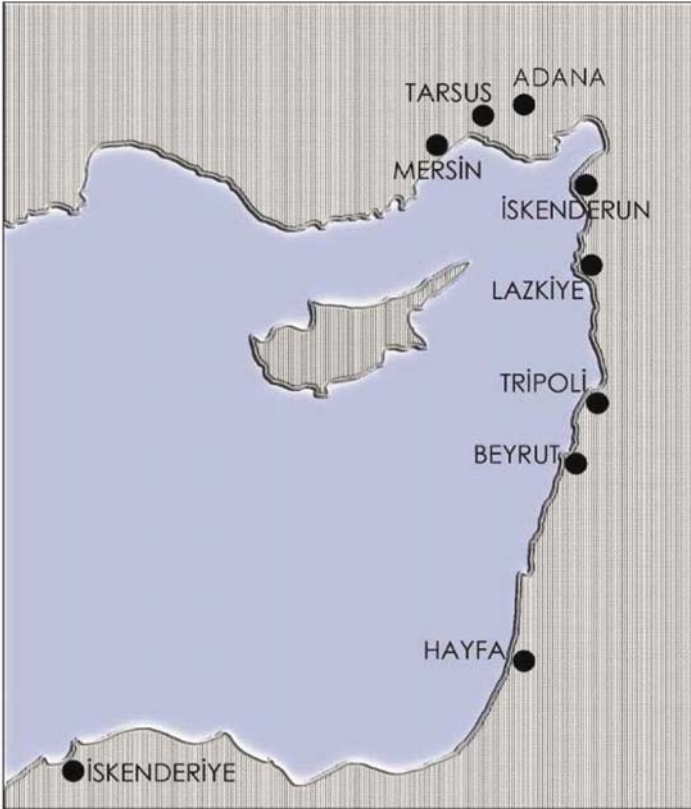 ADANA
TARSUS
MERSİN
İSKENDERUN
LAZKİYE
TRİPOLİ
BEYRUT
HAYFA
İSKENDERİYE